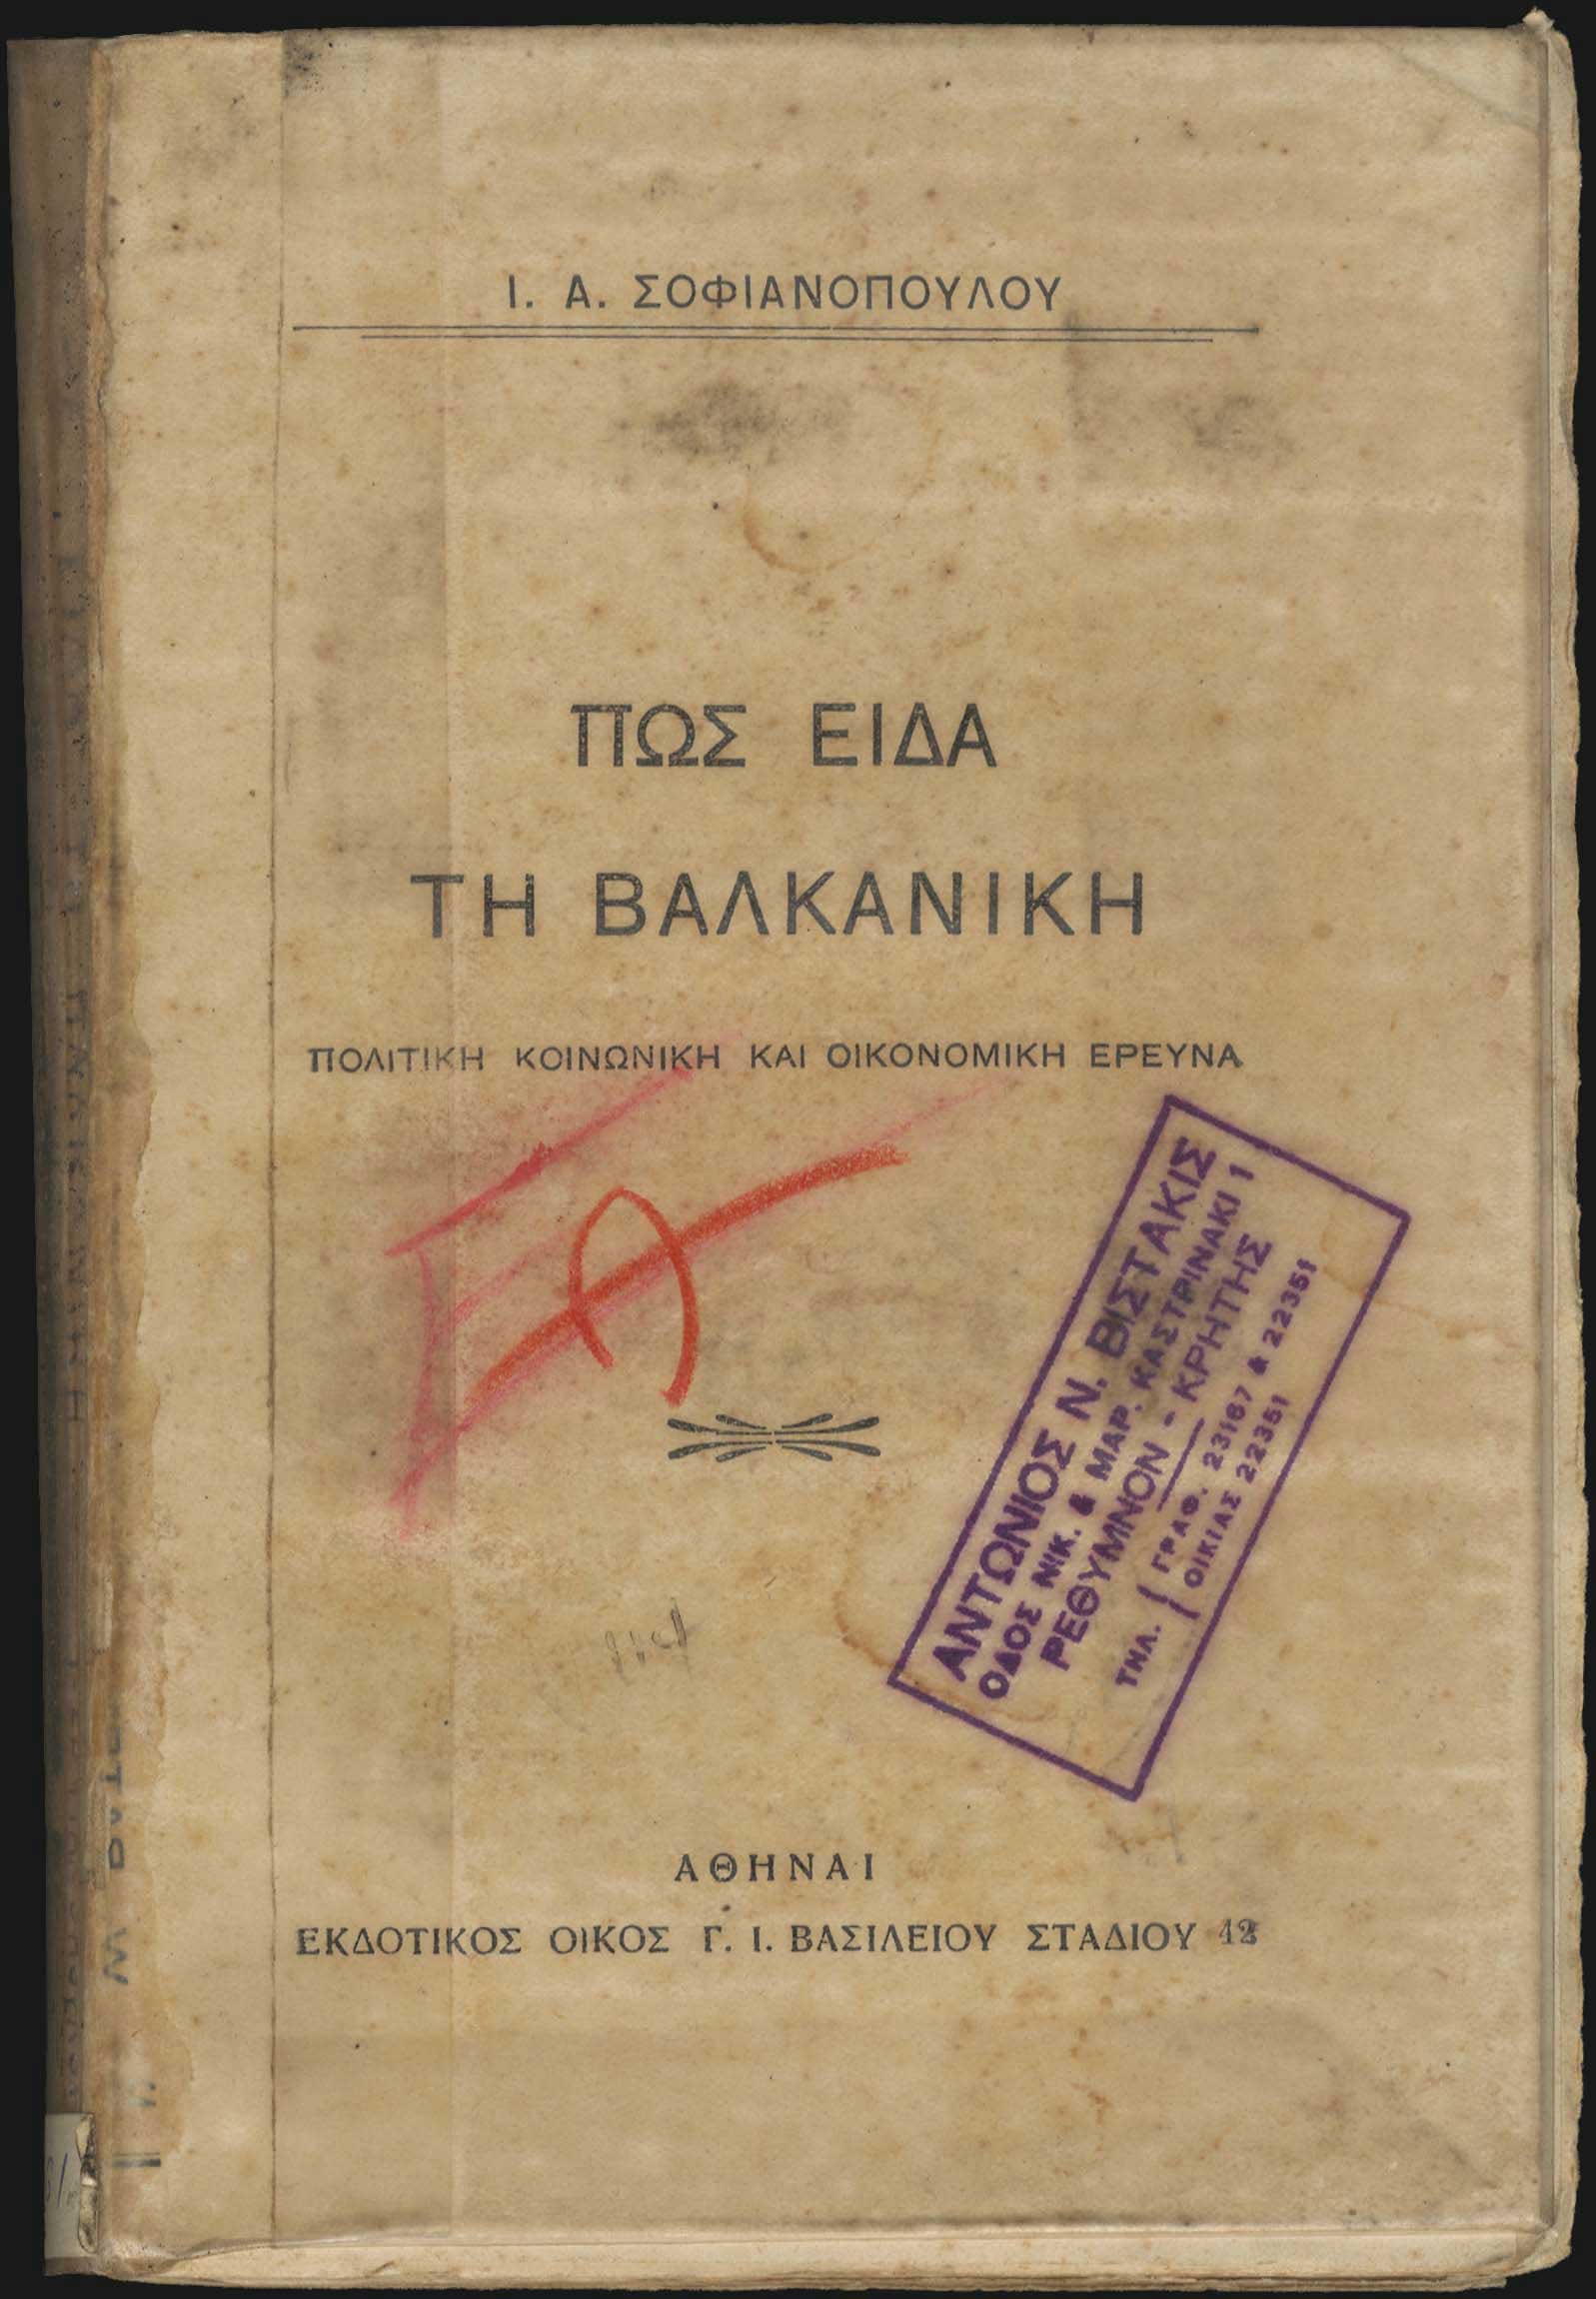 Ι. Α. ΣΟΦΙΑΝΟΠΟΥΛΟΥ
ΠΩΣ ΕΙΔΑ
ΤΗ ΒΑΛΚΑΝΙΚΗ
ΠΟΛΙΤΙΚΗ ΚΟΙΝΩΝΙΚΗ ΚΑΙ ΟΙΚΟΝΟΜΙΚΗ ΕΡΕΥΝΑ
ΑΝΤΩΝΙΟΣ Ν. ΒΙΣΤΑΚΙΣ
ΟΔΟΣ ΝΙΚ. & ΜΑΡ. ΚΑΣΤΡΙΝΑΚΙ 1
ΡΕΘΥΜΝΟΝ - ΚΡΗΤΗΣ
ΤΗΛ. ΓΡΑΦ. 23167 & 22351
ΟΙΚΙΑΣ 22351
ΑΘΗΝΑΙ
ΕΚΔΟΤΙΚΟΣ ΟΙΚΟΣ Γ. Ι. ΒΑΣΙΛΕΙΟΥ ΣΤΑΔΙΟΥ